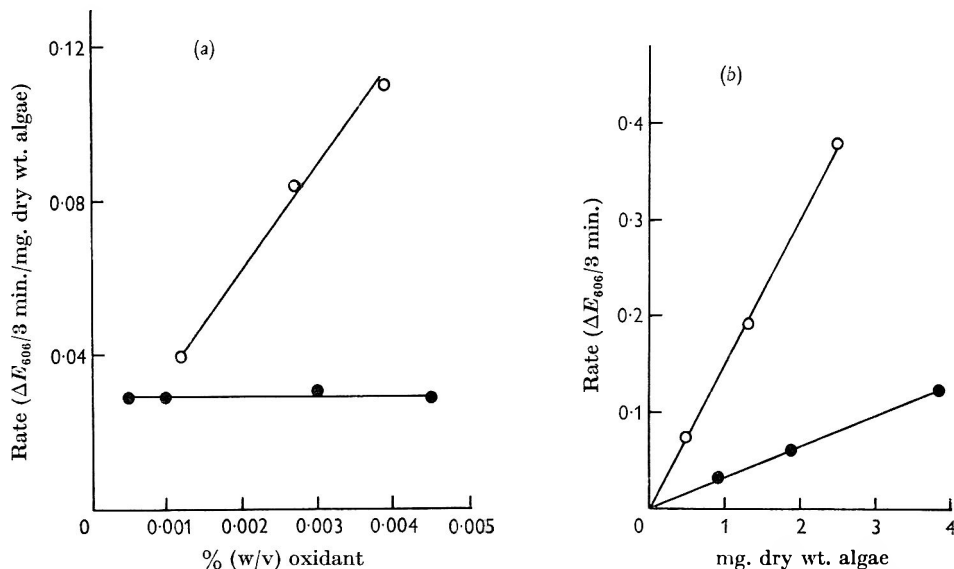 (a)
Rate (ΔE₆₀₆/3 min./mg. dry wt. algae)
0·12
0·08
0·04
0 0·001 0·002 0·003 0·004 0·005
% (w/v) oxidant
(b)
Rate (ΔE₆₀₆/3 min.)
0·4
0·3
0·2
0·1
0 1 2 3 4
mg. dry wt. algae